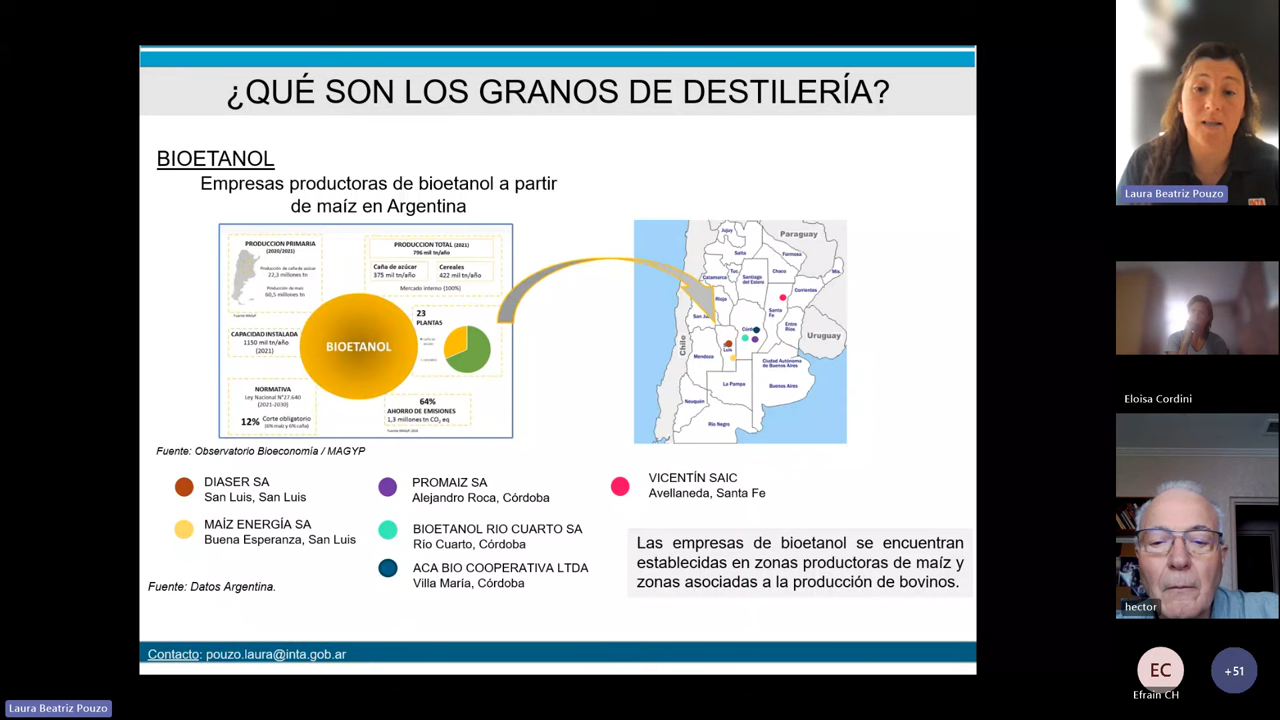 ¿QUÉ SON LOS GRANOS DE DESTILERÍA?
BIOETANOL
Empresas productoras de bioetanol a partir
de maíz en Argentina
PRODUCCION PRIMARIA
(2020/2021)
Producción de caña de azúcar
22,3 millones tn
Producción de maíz
60,5 millones tn
CAPACIDAD INSTALADA
1150 mil tn/año
(2021)
NORMATIVA
Ley Nacional N°27.640
(2021-2030)
12% Corte obligatorio
(6% maíz y 6% caña)
BIOETANOL
PRODUCCION TOTAL (2021)
796 mil tn/año
Caña de azúcar
375 mil tn/año
Cereales
422 mil tn/año
Mercado interno (100%)
23
PLANTAS
64%
AHORRO DE EMISIONES
1,3 millones tn CO2 eq
Jujuy
Paraguay
Salta
Formosa
Tuc.
Chaco
Catamarca
Santiago
del Estero
Mis.
Corrientes
Rioja
Santa
Fe
San Ju
Entre
Ríos
Uruguay
Chile
Luis
Mendoza
Ciudad Autónoma
de Buenos Aires
La Pampa
Buenos Aires
Neuquén
Río Negro
Fuente: Observatorio Bioeconomía / MAGYP
DIASER SA
San Luis, San Luis
MAÍZ ENERGÍA SA
Buena Esperanza, San Luis
PROMAIZ SA
Alejandro Roca, Córdoba
BIOETANOL RIO CUARTO SA
Río Cuarto, Córdoba
ACA BIO COOPERATIVA LTDA
Villa María, Córdoba
VICENTÍN SAIC
Avellaneda, Santa Fe
Las empresas de bioetanol se encuentran
establecidas en zonas productoras de maíz y
zonas asociadas a la producción de bovinos.
Fuente: Datos Argentina.
Contacto: pouzo.laura@inta.gob.ar
Laura Beatriz Pouzo
Laura Beatriz Pouzo
INTA
Eloisa Cordini
hector
EC
+51
Efrain CH